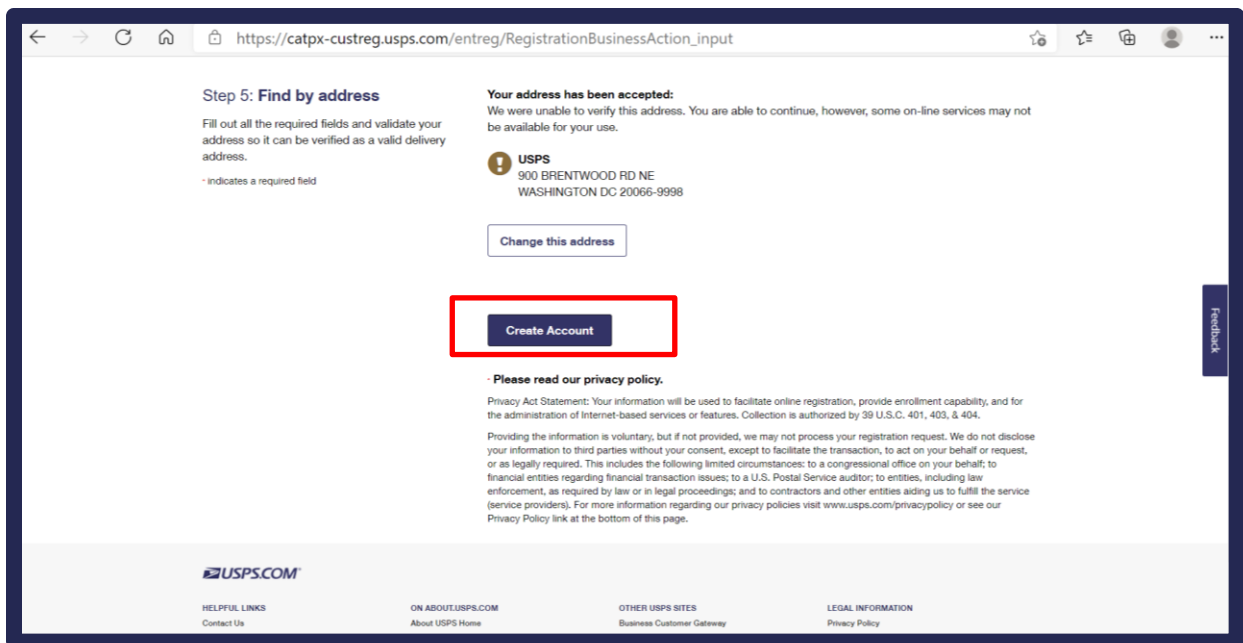 https://catpx-custreg.usps.com/entreg/RegistrationBusinessAction_input
Step 5: Find by address
Fill out all the required fields and validate your
address so it can be verified as a valid delivery
address.
* indicates a required field
Your address has been accepted:
We were unable to verify this address. You are able to continue, however, some on-line services may not
be available for your use.
USPS
900 BRENTWOOD RD NE
WASHINGTON DC 20066-9998
Change this address
Create Account
Feedback
* Please read our privacy policy.
Privacy Act Statement: Your information will be used to facilitate online registration, provide enrollment capability, and for
the administration of Internet-based services or features. Collection is authorized by 39 U.S.C. 401, 403, & 404.
Providing the information is voluntary, but if not provided, we may not process your registration request. We do not disclose
your information to third parties without your consent, except to facilitate the transaction, to act on your behalf or request,
or as legally required. This includes the following limited circumstances: to a congressional office on your behalf; to
financial entities regarding financial transaction issues; to a U.S. Postal Service auditor; to entities, including law
enforcement, as required by law or in legal proceedings; and to contractors and other entities aiding us to fulfill the service
(service providers). For more information regarding our privacy policies visit www.usps.com/privacypolicy or see our
Privacy Policy link at the bottom of this page.
USPS.COM®
HELPFUL LINKS
Contact Us
ON ABOUT.USPS.COM
About USPS Home
OTHER USPS SITES
Business Customer Gateway
LEGAL INFORMATION
Privacy Policy